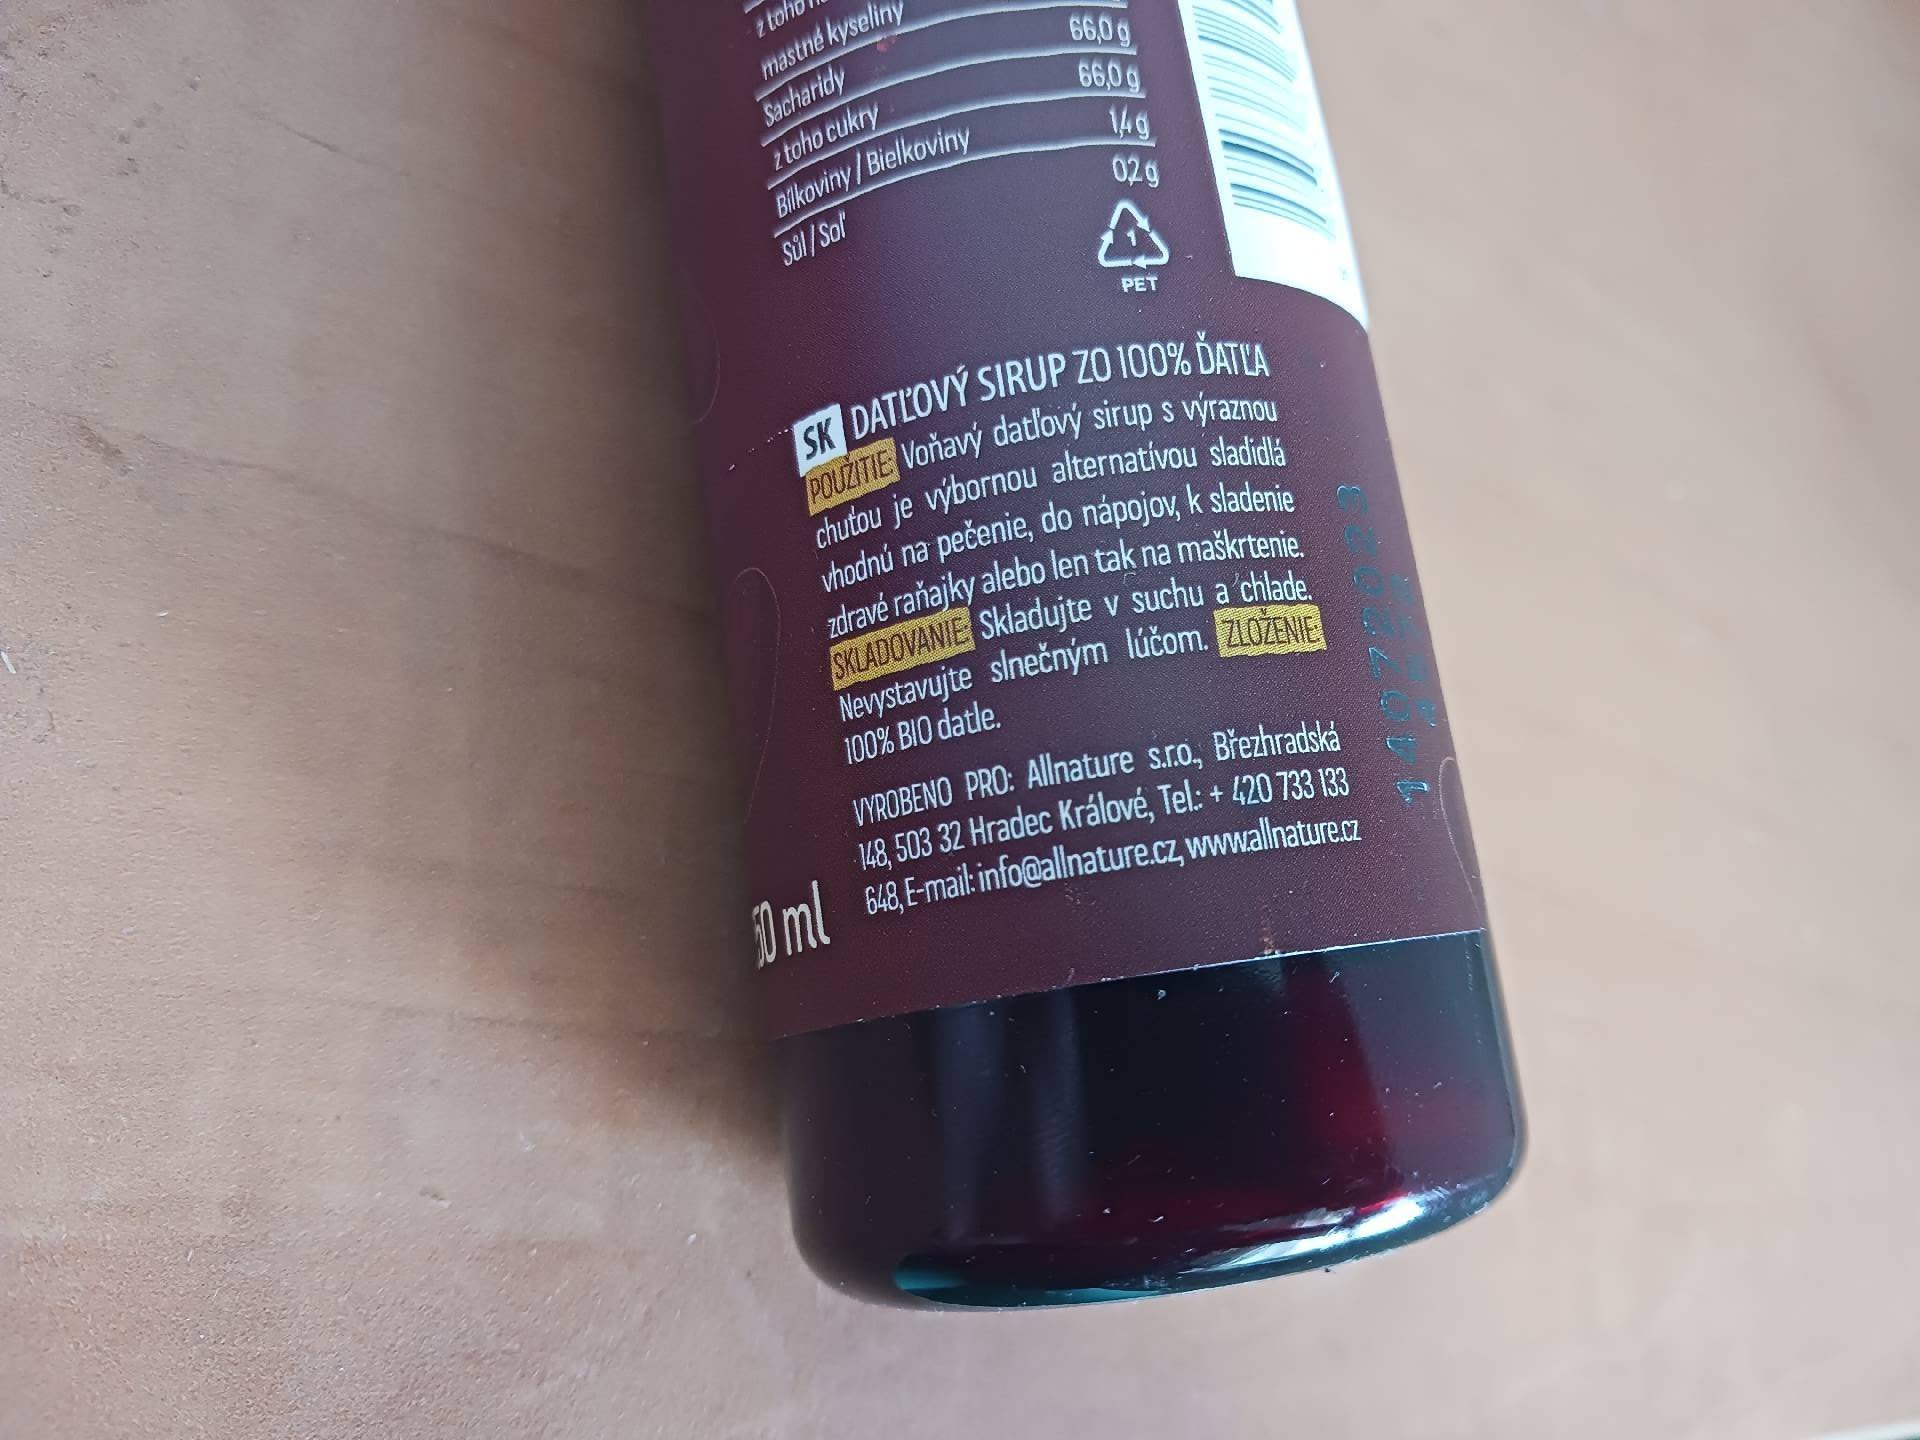 mastné kyseliny
Sacharidy 66,0 g
z toho cukry 66,0 g
Bílkoviny / Bielkoviny 1,4 g
Sůl / Soľ 0,2 g
1
PET
SK DATĽOVÝ SIRUP ZO 100% ĎATĽA
POUŽITIE: Voňavý datľový sirup s výraznou
chuťou je výbornou alternatívou sladidlá
vhodnú na pečenie, do nápojov, k sladenie
zdravé raňajky alebo len tak na maškrtenie.
SKLADOVANIE: Skladujte v suchu a chlade.
Nevystavujte slnečným lúčom. ZLOŽENIE:
100% BIO datle.
VYROBENO PRO: Allnature s.r.o., Březhradská
148, 503 32 Hradec Králové, Tel.: + 420 733 133
648, E-mail: info@allnature.cz, www.allnature.cz
50 ml
14072023